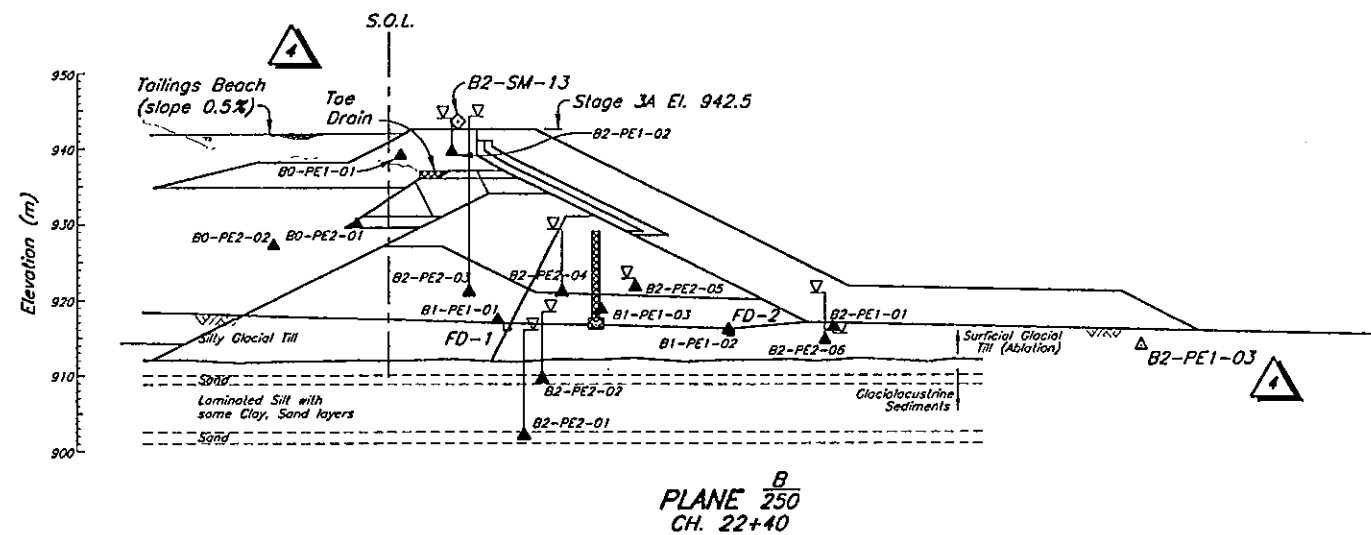 S.O.L.
4
950
Tailings Beach
(slope 0.5%)
Toe
Drain
B2-SM-13
Stage 3A El. 942.5
B2-PE1-02
940
B0-PE1-01
Elevation (m)
930
B0-PE2-02
B0-PE2-01
B2-PE2-03
B2-PE2-04
B2-PE2-05
920
B1-PE1-01
B1-PE1-03
FD-2
B2-PE1-01
Silty Glacial Till
FD-1
B1-PE1-02
B2-PE2-06
Surficial Glacial
Till (Ablation)
B2-PE1-03
4
910
Sand
B2-PE2-02
Laminated Silt with
some Clay, Sand layers
Glaciolacustrine
Sediments
B2-PE2-01
Sand
900
PLANE B
250
CH. 22+40